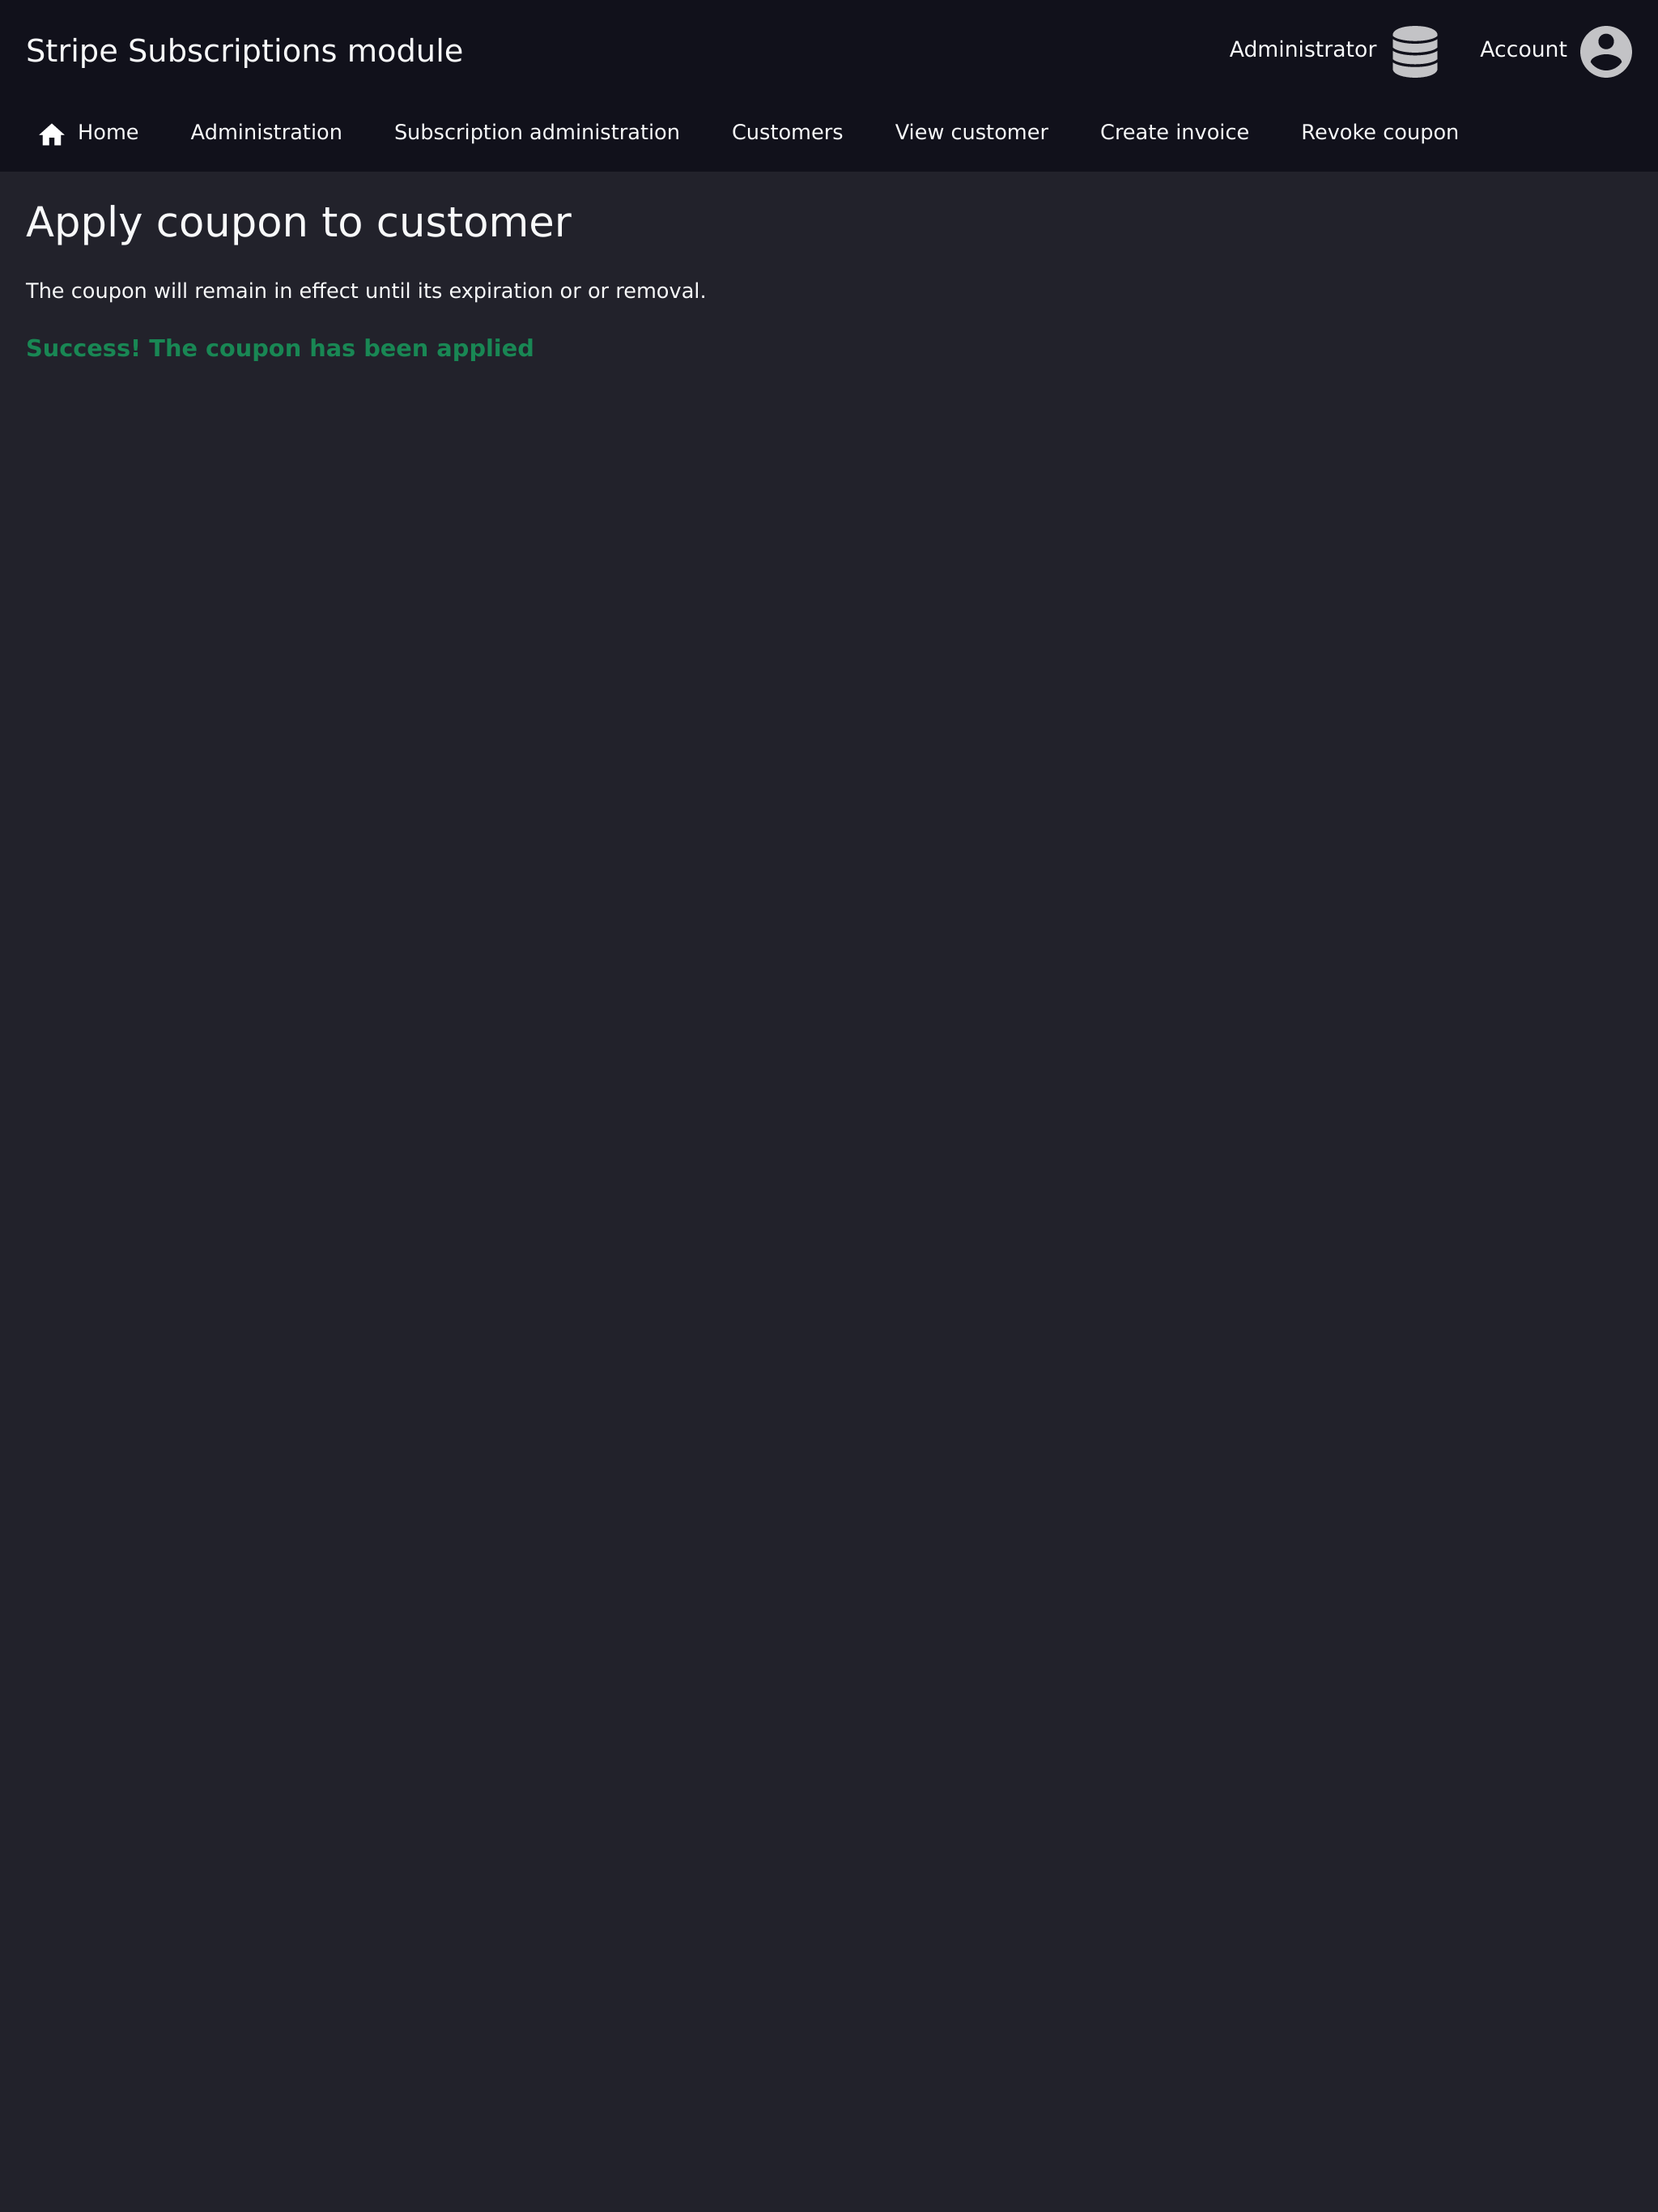 Stripe Subscriptions module
Administrator Account
Home Administration Subscription administration Customers View customer Create invoice Revoke coupon
Apply coupon to customer
The coupon will remain in effect until its expiration or or removal.
Success! The coupon has been applied